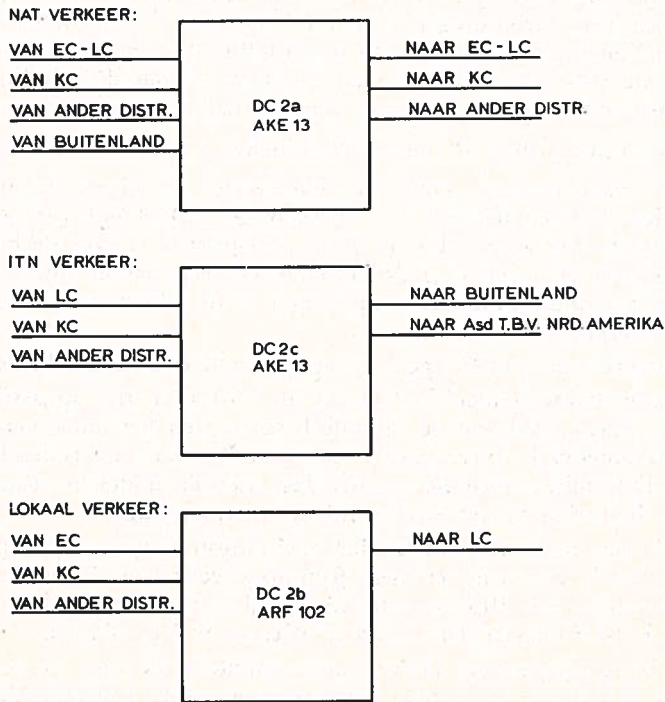 NAT. VERKEER:
VAN EC-LC
VAN KC
VAN ANDER DISTR.
VAN BUITENLAND
DC 2a
AKE 13
NAAR EC-LC
NAAR KC
NAAR ANDER DISTR.
ITN VERKEER:
VAN LC
VAN KC
VAN ANDER DISTR.
DC 2c
AKE 13
NAAR BUITENLAND
NAAR Asd T.B.V. NRD. AMERIKA
LOKAAL VERKEER:
VAN EC
VAN KC
VAN ANDER DISTR.
DC 2b
ARF 102
NAAR LC